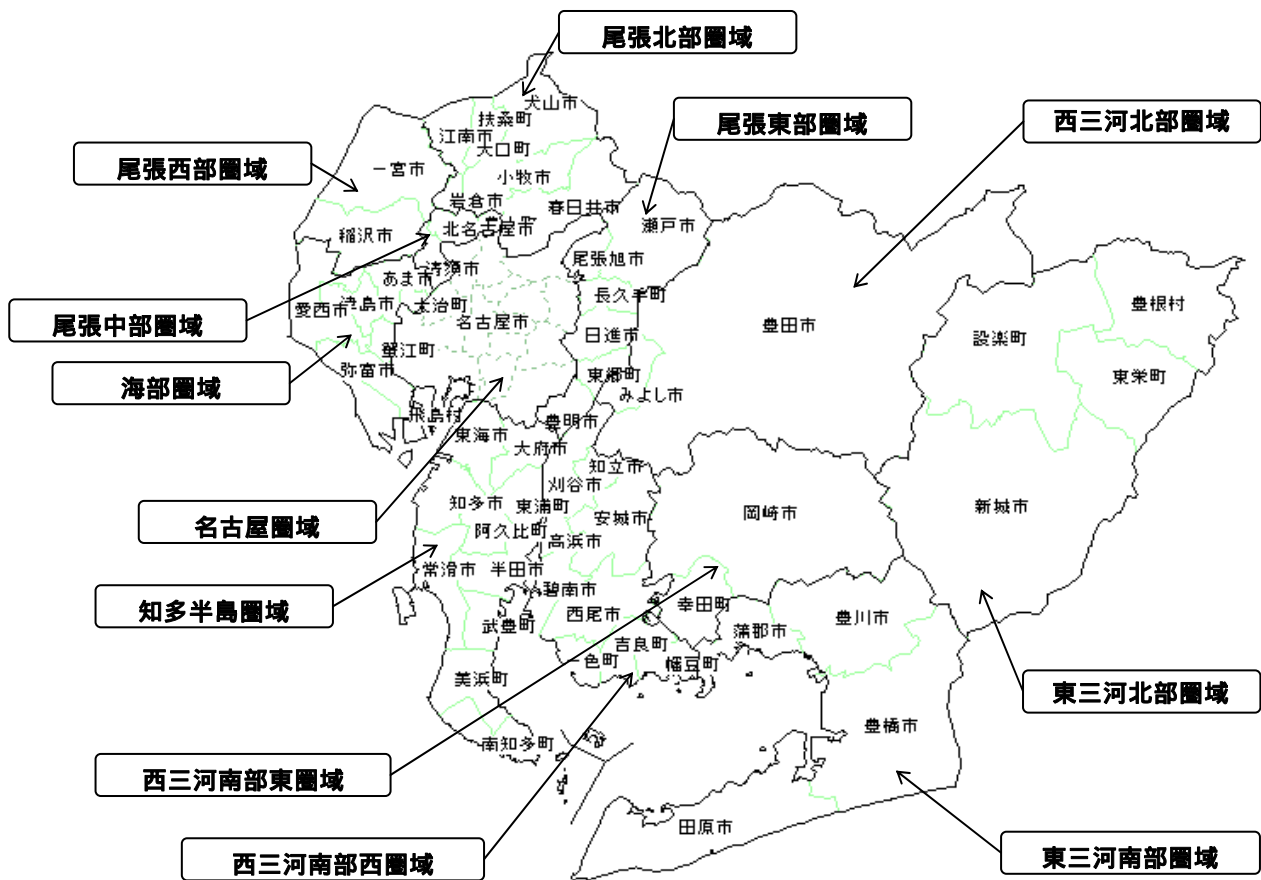 尾張北部圏域
犬山市
扶桑町
尾張東部圏域
西三河北部圏域
江南市
大口町
尾張西部圏域
一宮市
小牧市
岩倉市
春日井市
瀬戸市
稲沢市
北名古屋市
尾張旭市
清須市
あま市
長久手町
豊根村
愛西市
津島市
大治町
名古屋市
尾張中部圏域
日進市
豊田市
設楽町
蟹江町
海部圏域
弥富市
東郷町
東栄町
みよし市
飛島村
豊明市
東海市
大府市
知立市
刈谷市
知多市
東浦町
岡崎市
新城市
名古屋圏域
阿久比町
安城市
高浜市
常滑市
半田市
知多半島圏域
碧南市
幸田町
西尾市
豊川市
武豊町
蒲郡市
吉良町
一色町
幡豆町
美浜町
東三河北部圏域
豊橋市
南知多町
西三河南部東圏域
田原市
西三河南部西圏域
東三河南部圏域